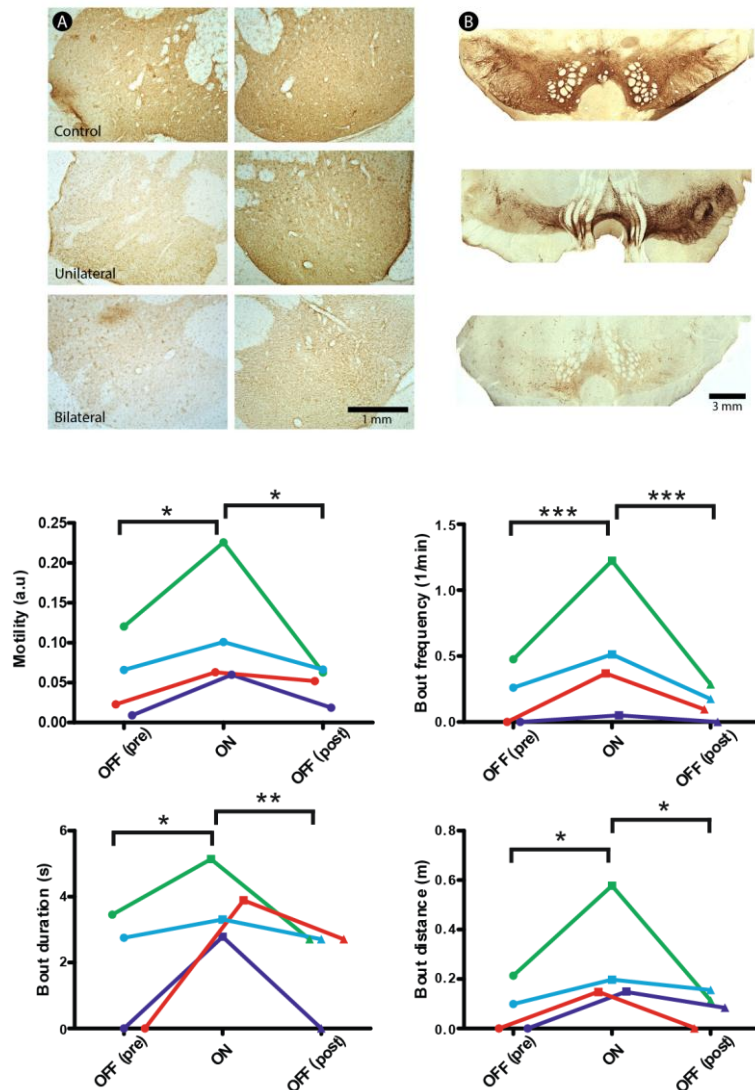 A
B
Control
Unilateral
Bilateral
1 mm
3 mm
* *
Motility (a.u)
0.25
0.20
0.15
0.10
0.05
0.00
OFF (pre)
ON
OFF (post)
*** ***
Bout frequency (1/min)
1.5
1.0
0.5
0.0
OFF (pre)
ON
OFF (post)
* **
Bout duration (s)
6
4
2
0
OFF (pre)
ON
OFF (post)
* *
Bout distance (m)
0.8
0.6
0.4
0.2
0.0
OFF (pre)
ON
OFF (post)